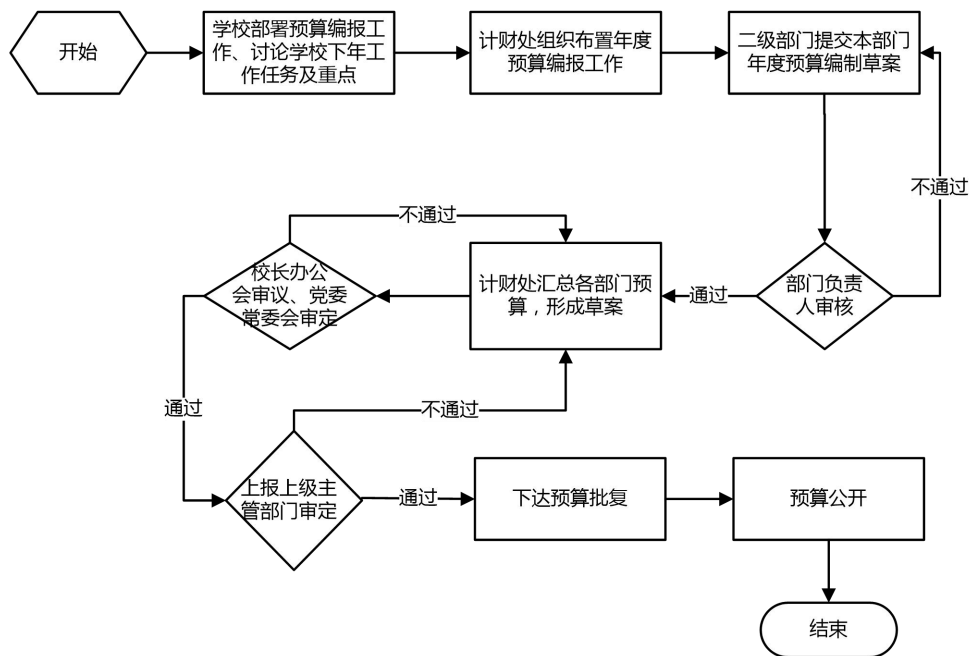 开始
学校部署预算编报工
作、讨论学校下年工
作任务及重点
计财处组织布置年度
预算编报工作
二级部门提交本部门
年度预算编制草案
不通过
不通过
校长办公
会审议、党委
常委会审定
计财处汇总各部门预
算，形成草案
通过
部门负责
人审核
通过
不通过
上报上级主
管部门审定
通过
下达预算批复
预算公开
结束